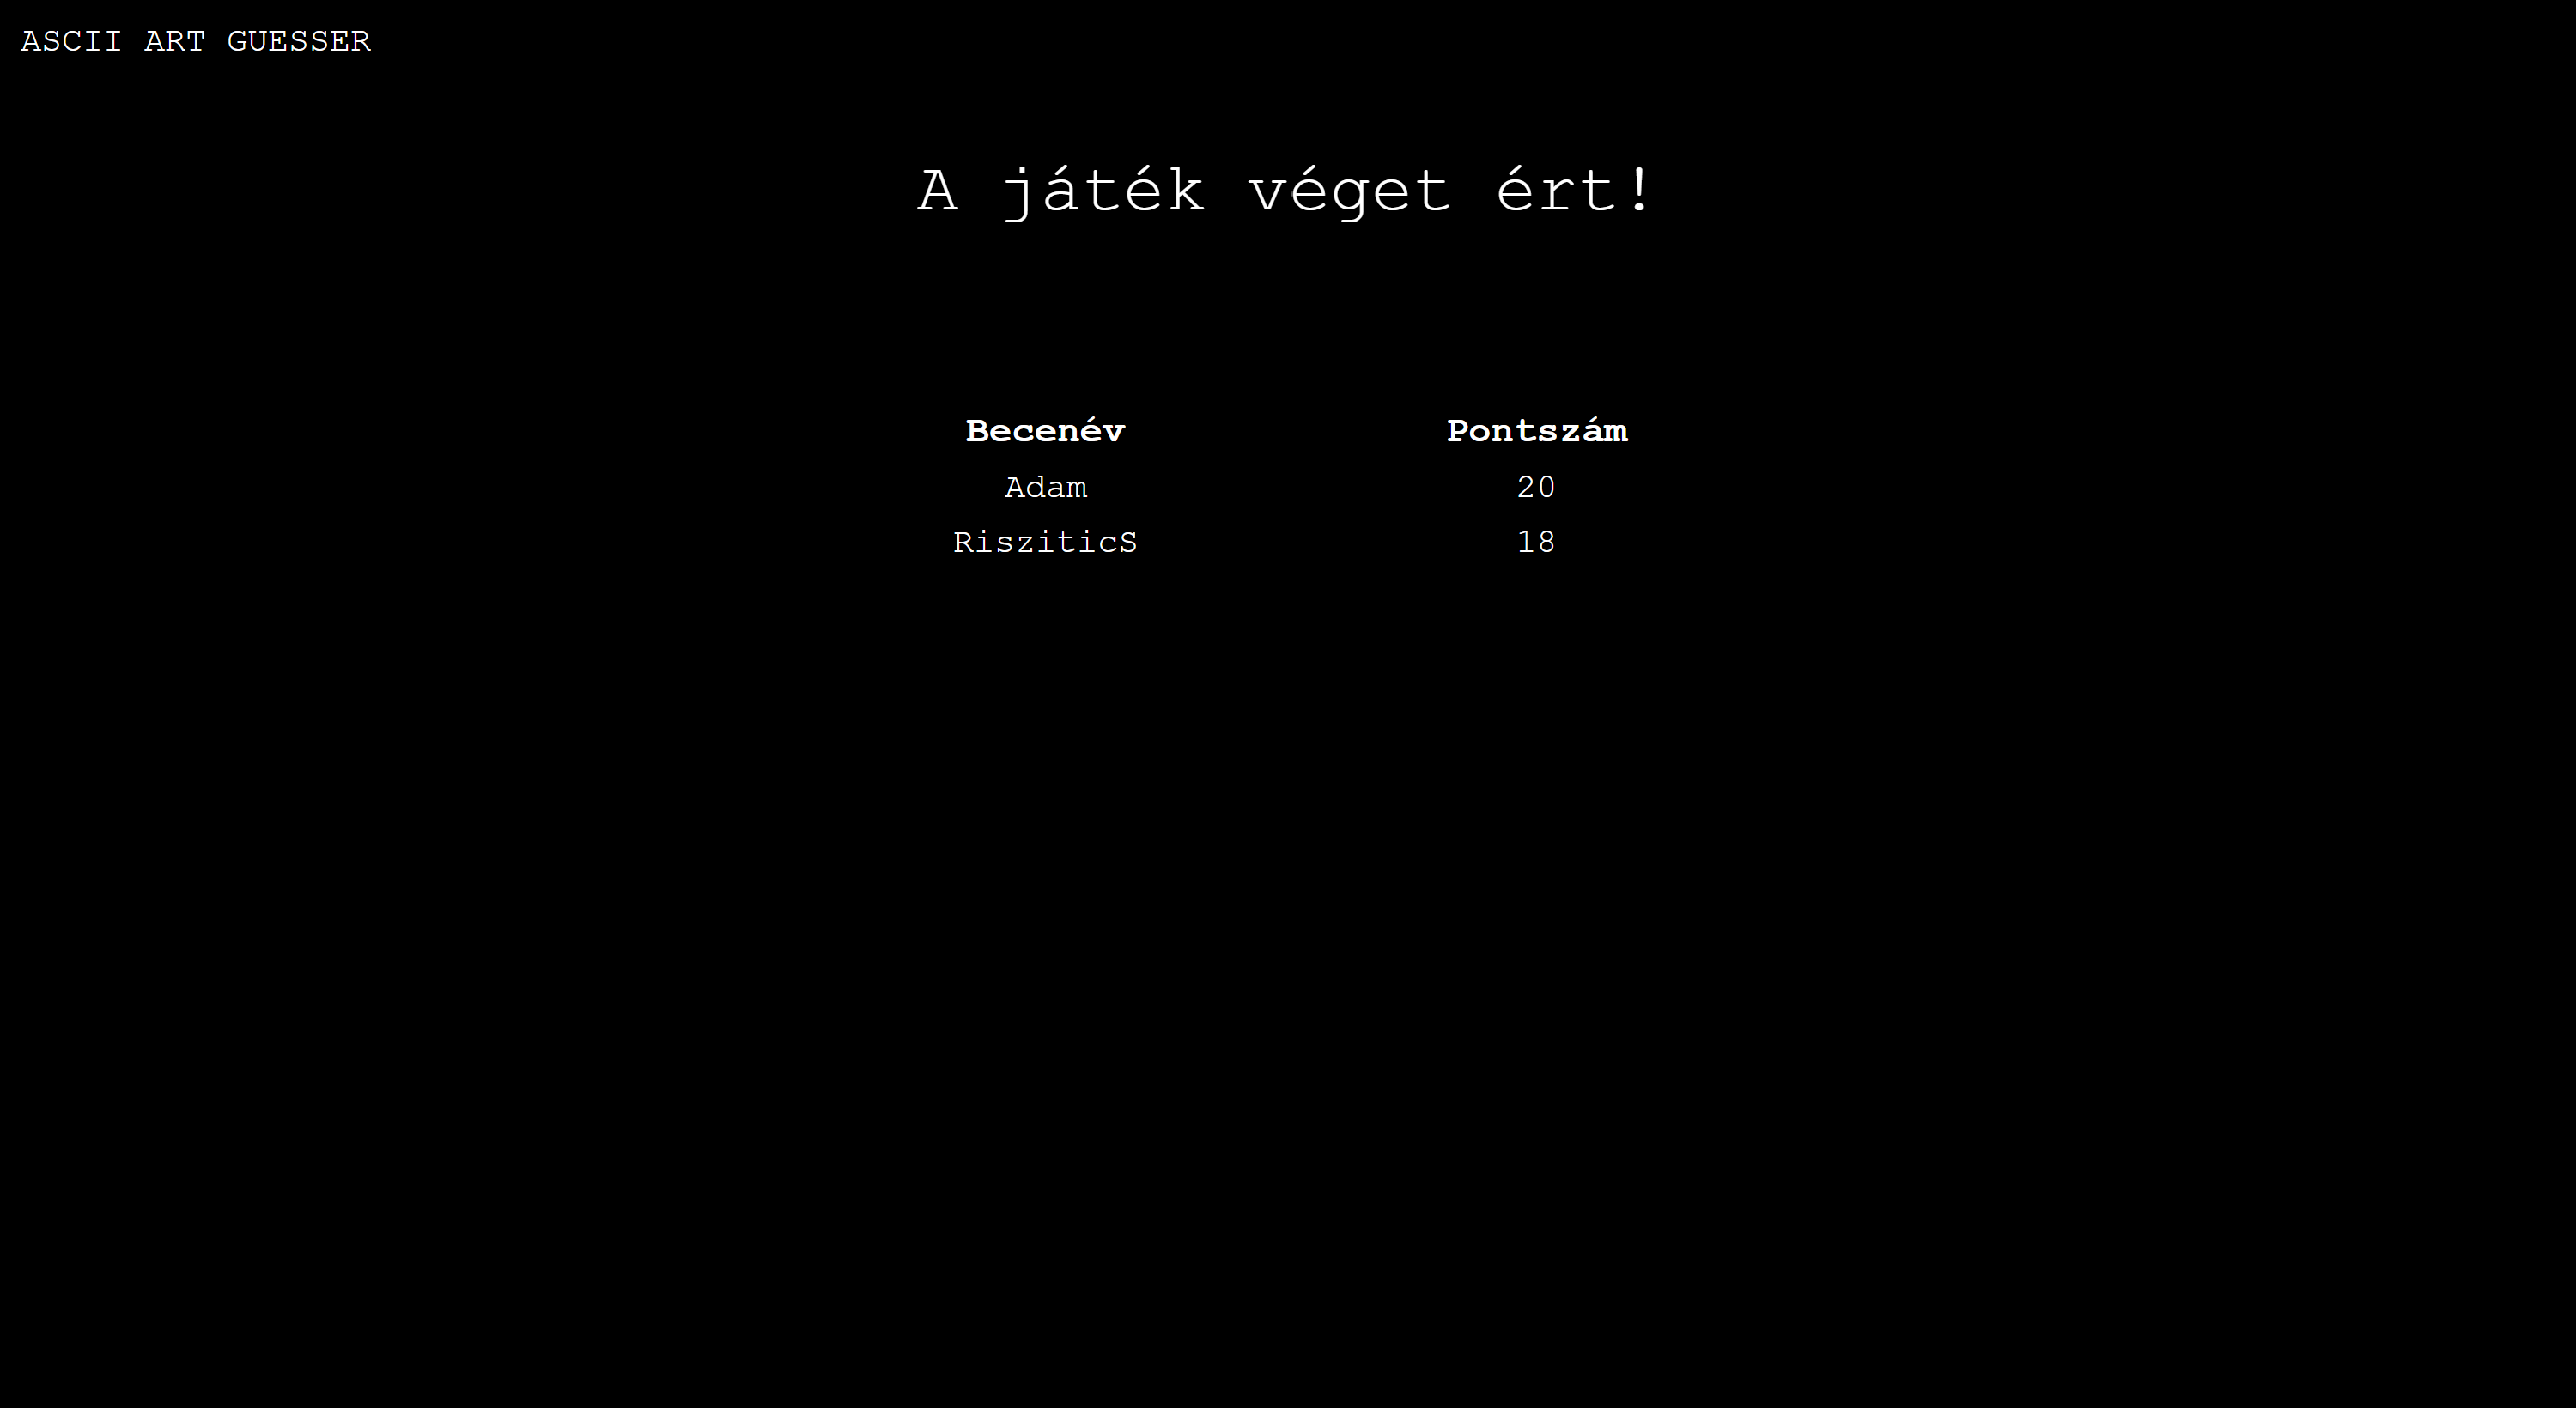 ASCII ART GUESSER
A játék véget ért!
Becenév Pontszám
Adam 20
RisziticS 18